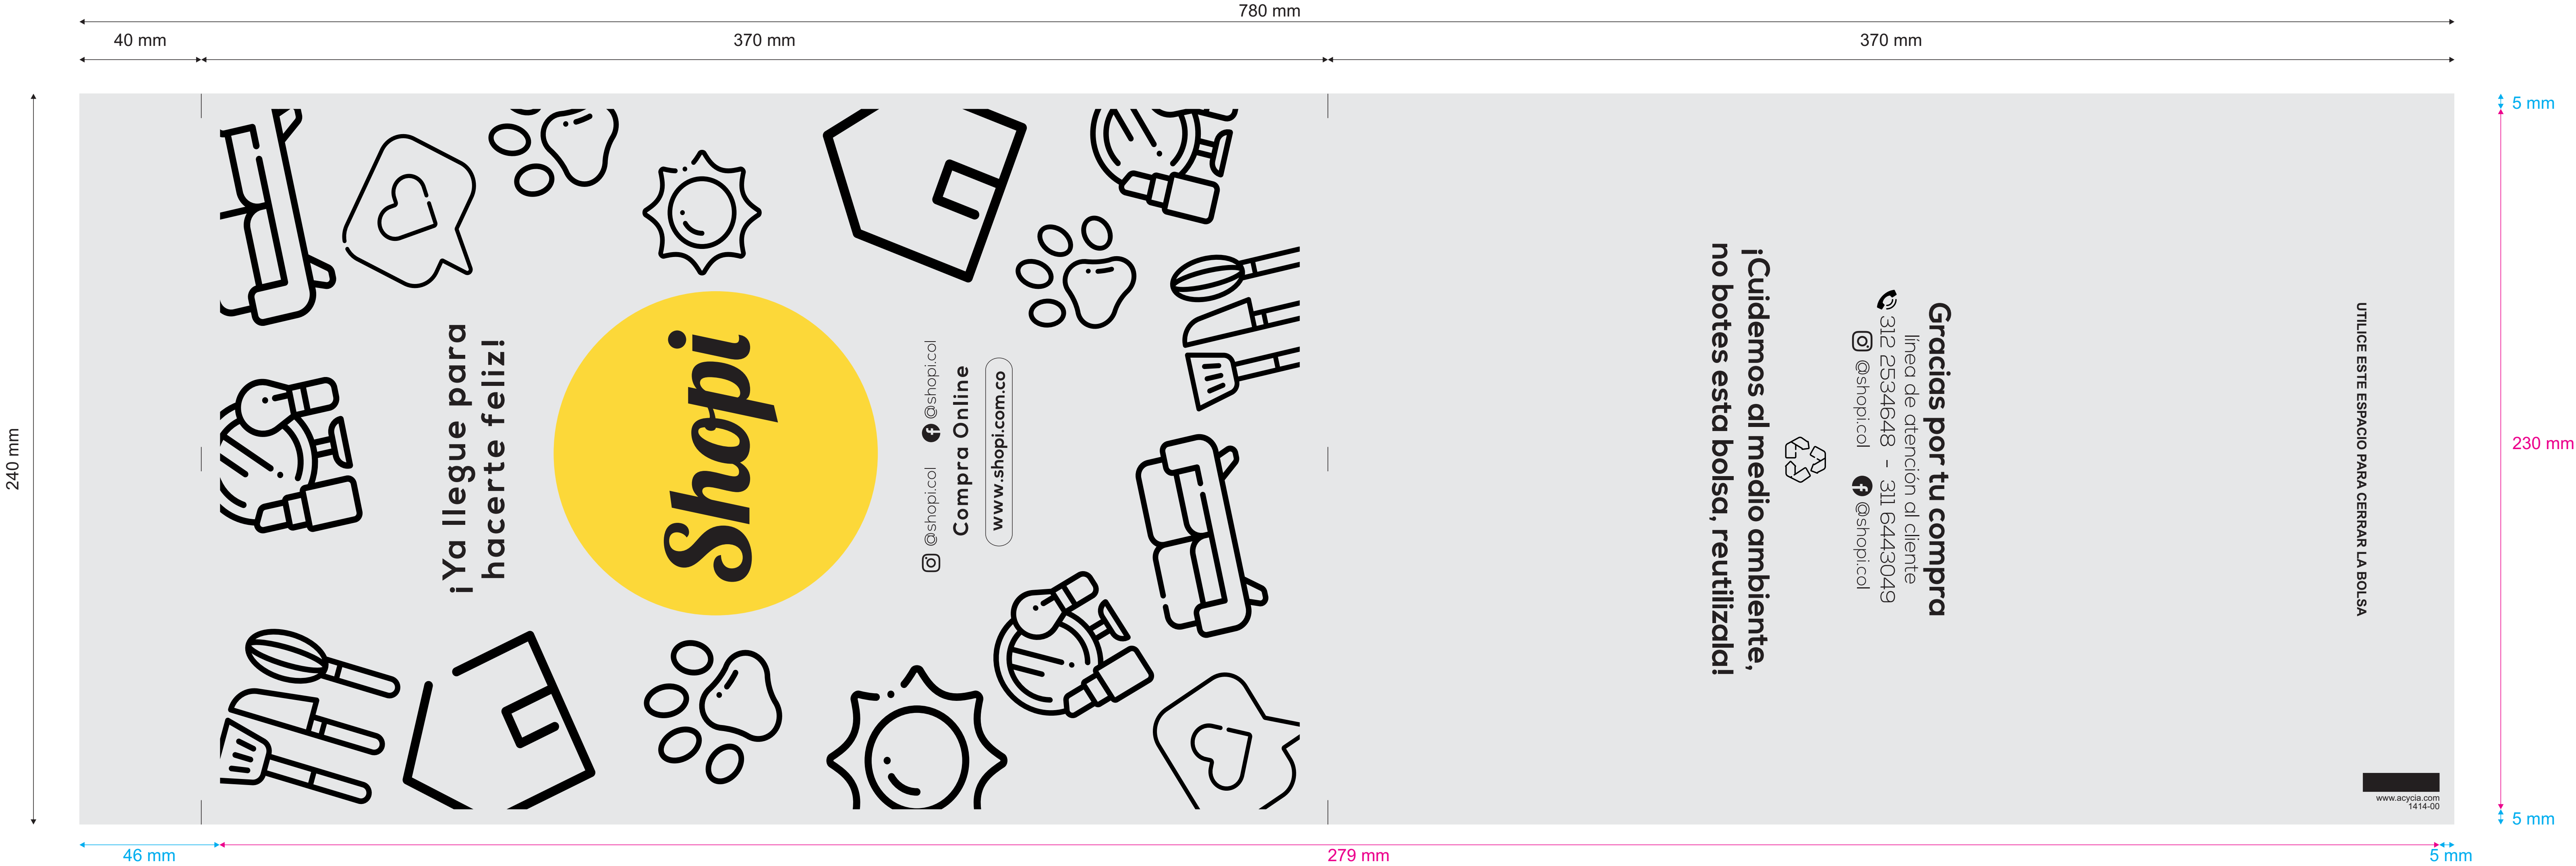 780 mm
40 mm
370 mm
370 mm
240 mm
5 mm
230 mm
5 mm
46 mm
279 mm
5 mm
¡Ya llegue para
hacerte feliz!
Shopi
@shopi.col @shopi.col
Compra Online
www.shopi.com.co
Gracias por tu compra
línea de atención al cliente
312 2534648 - 311 6443049
@shopi.col @shopi.col
¡Cuidemos al medio ambiente,
no botes esta bolsa, reutilizala!
UTILICE ESTE ESPACIO PARA CERRAR LA BOLSA
www.acycia.com
1414-00